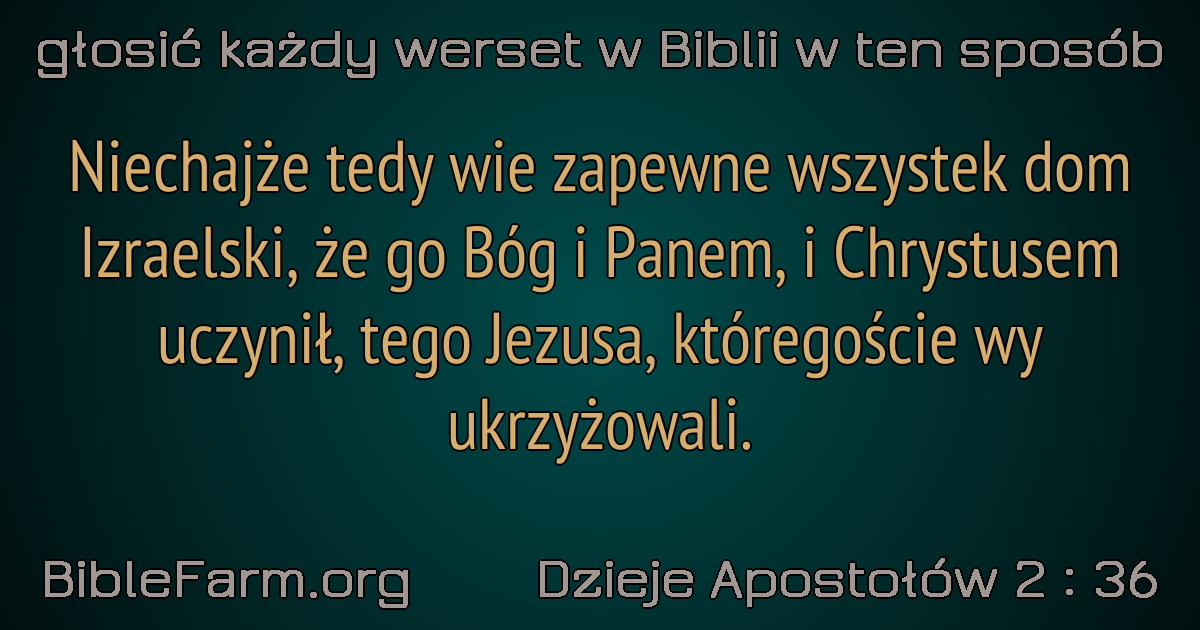 głosić każdy werset w Biblii w ten sposób
Niechajże tedy wie zapewne wszystek dom
Izraelski, że go Bóg i Panem, i Chrystusem
uczynił, tego Jezusa, któregoście wy
ukrzyżowali.
BibleFarm.org Dzieje Apostołów 2 : 36